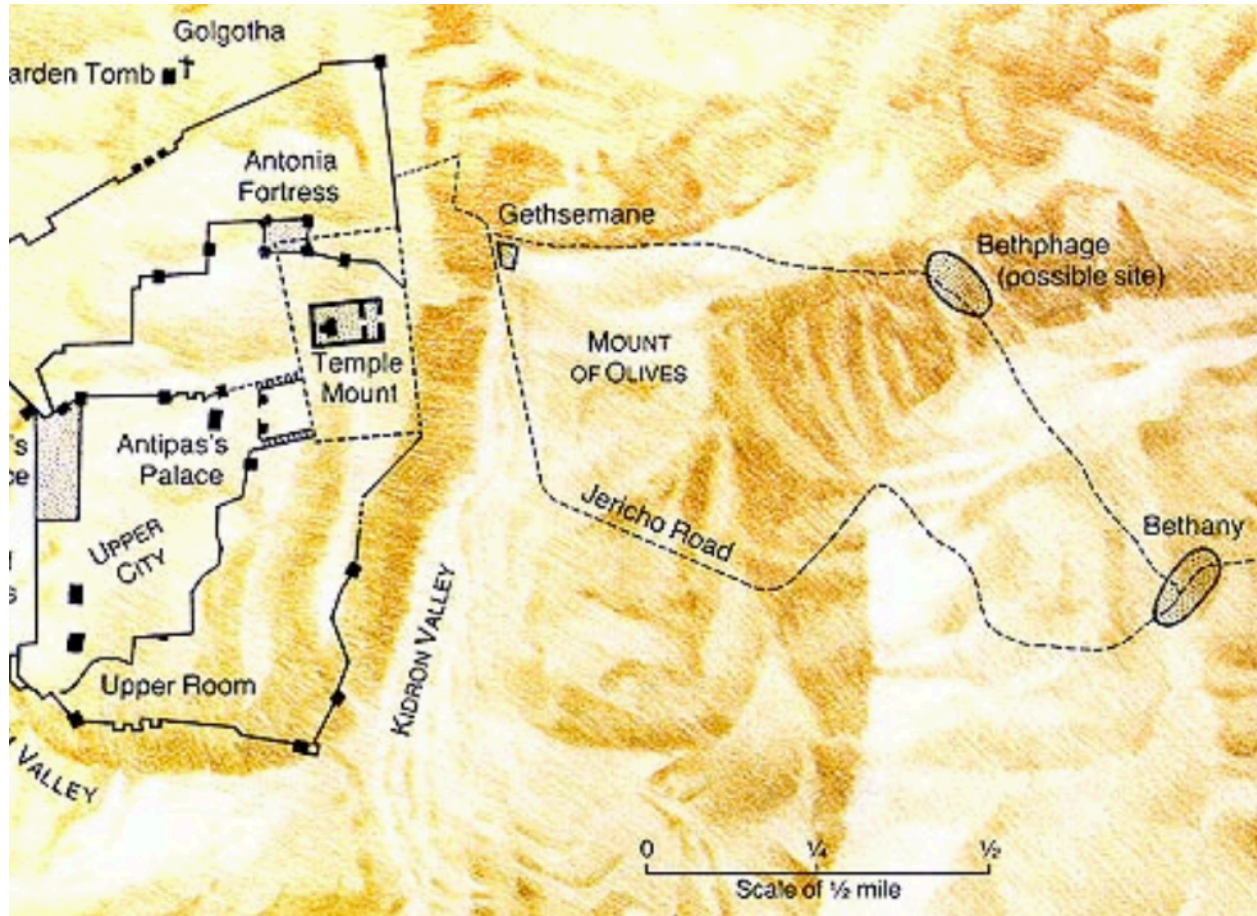 Golgotha
arden Tomb
Antonia
Fortress
Gethsemane
Bethphage
(possible site)
MOUNT
OF OLIVES
Temple
Mount
Antipas's
Palace
's
ce
UPPER
CITY
Jericho Road
Bethany
KIDRON VALLEY
s
Upper Room
VALLEY
0 ¼ ½
Scale of ½ mile